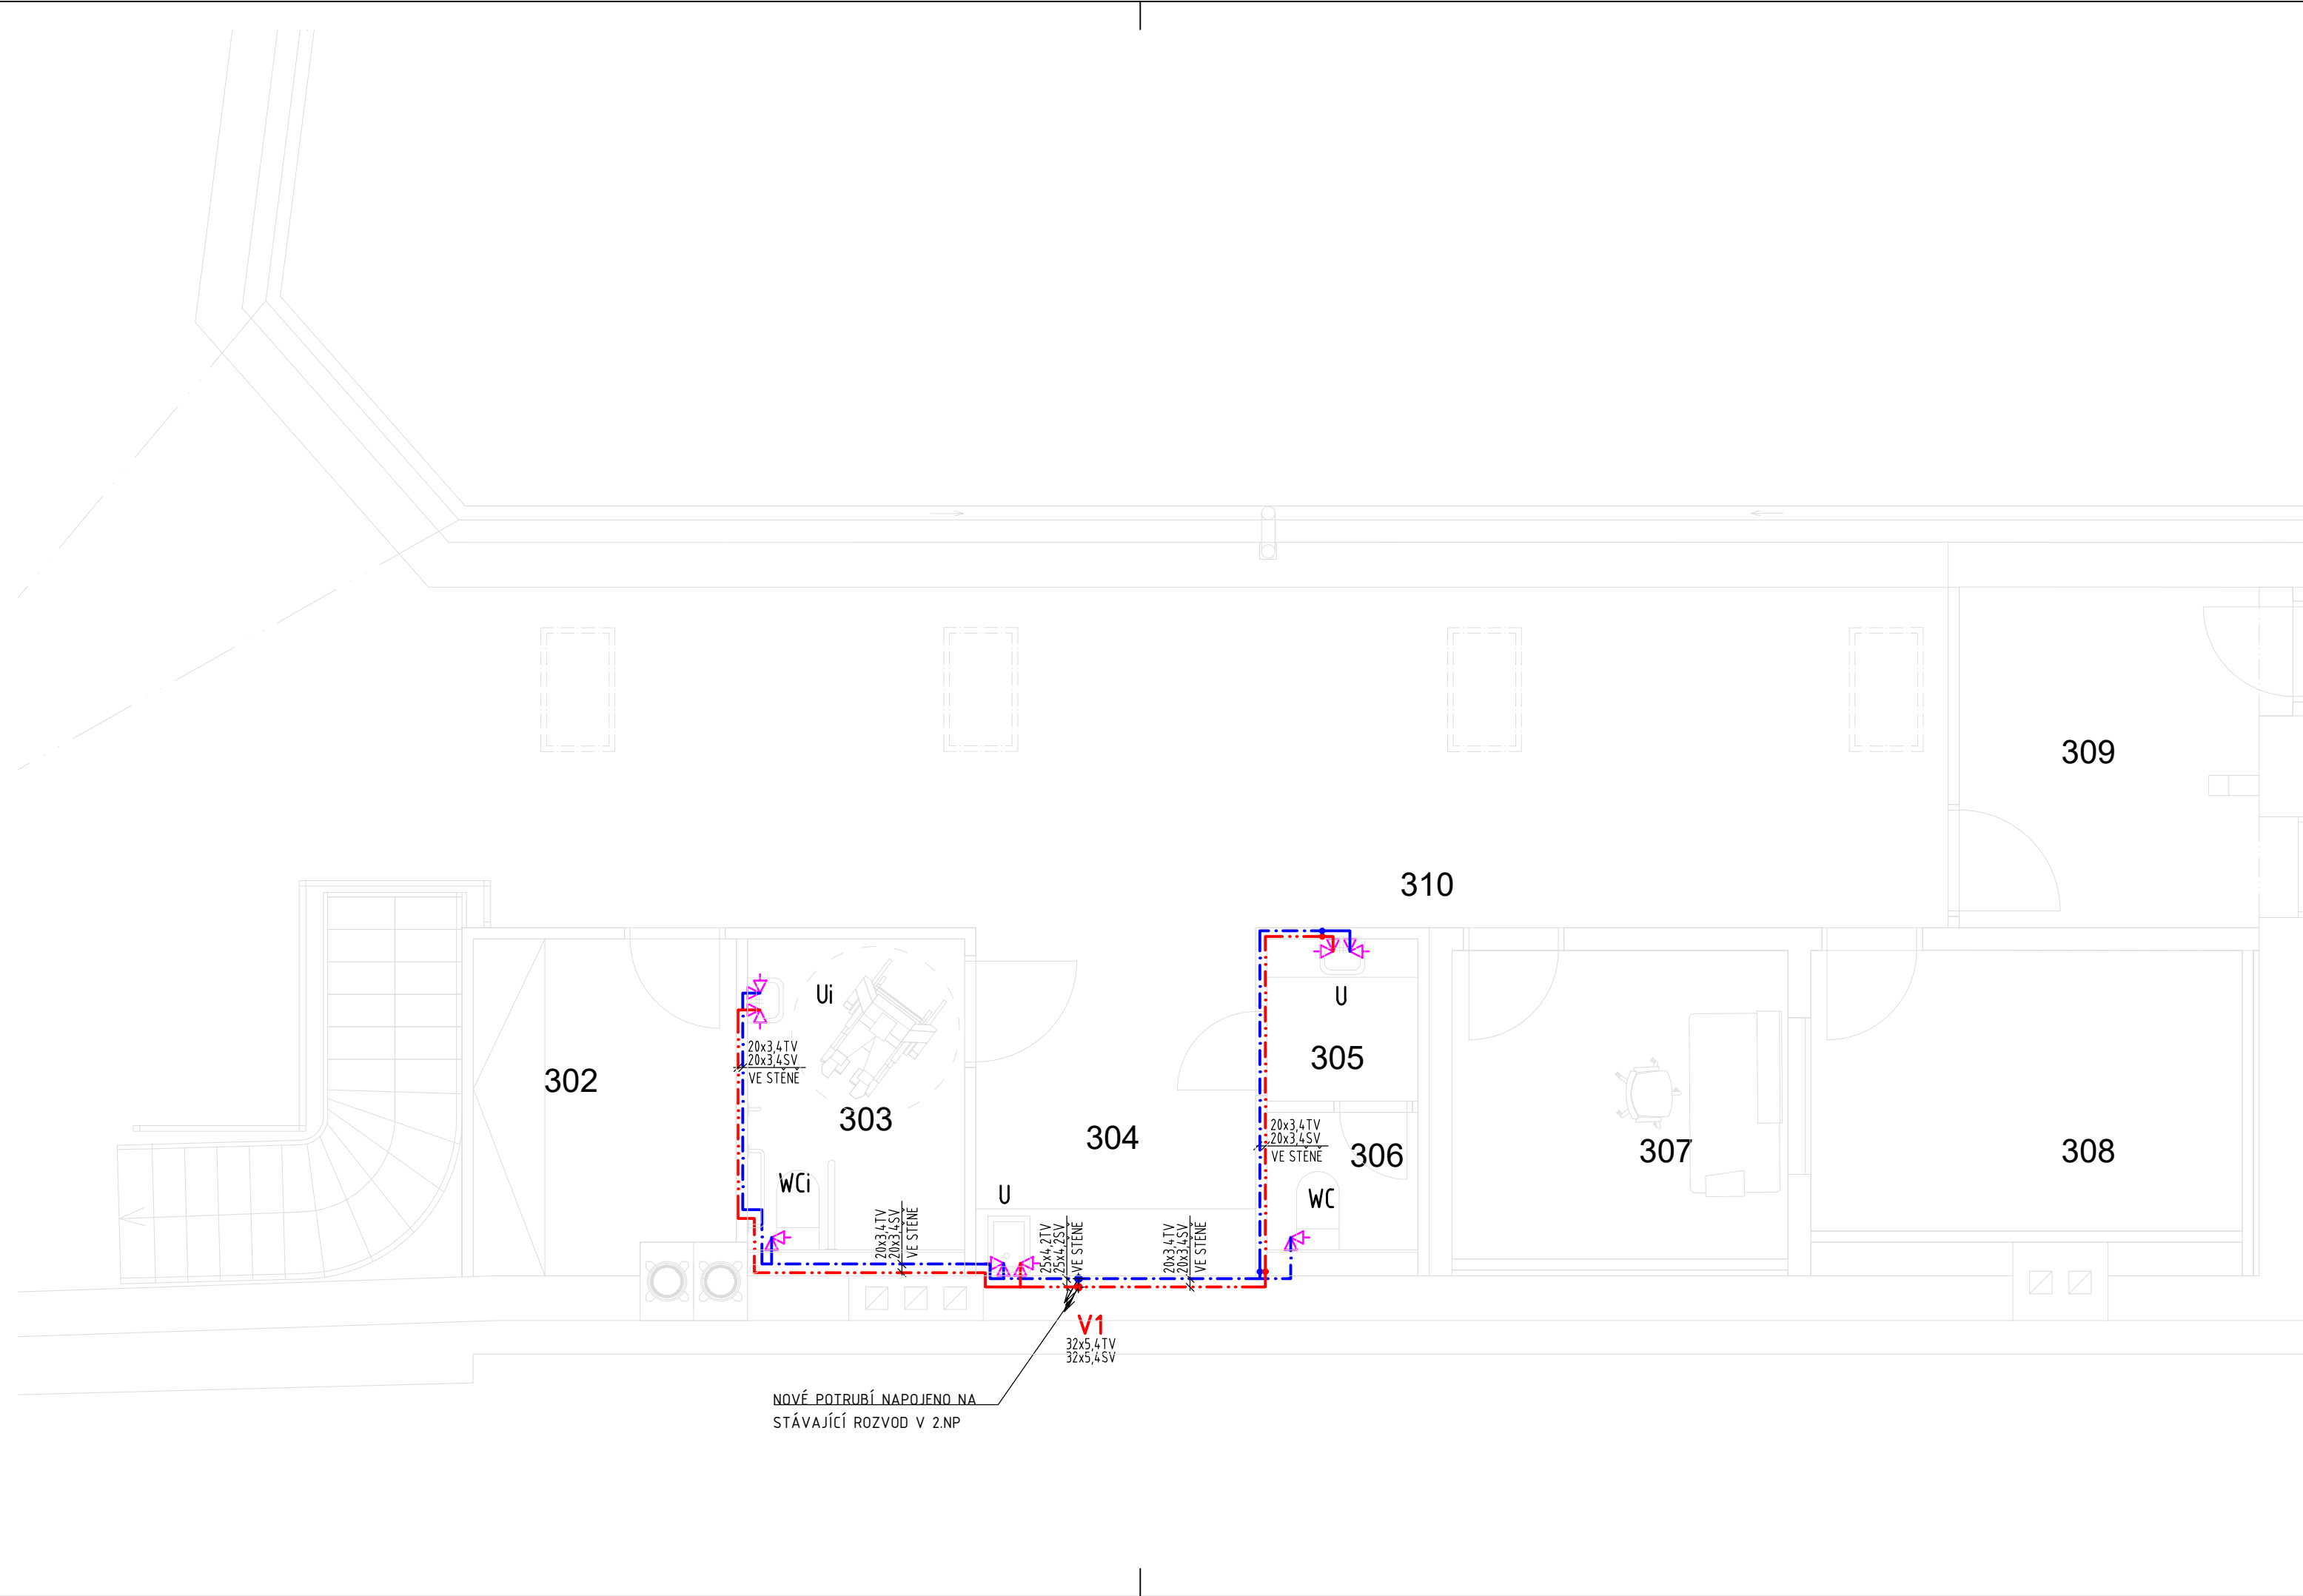 309
310
Ui
U
20x3,4TV
20x3,4SV
VE STĚNĚ
302
303
304
305
20x3,4TV
20x3,4SV
VE STĚNĚ
306
307
308
WCi
U
WC
20x3,4TV
20x3,4SV
VE STĚNĚ
25x4,2TV
25x4,2SV
VE STĚNĚ
20x3,4TV
20x3,4SV
VE STĚNĚ
V1
32x5,4TV
32x5,4SV
NOVÉ POTRUBÍ NAPOJENO NA
STÁVAJÍCÍ ROZVOD V 2.NP